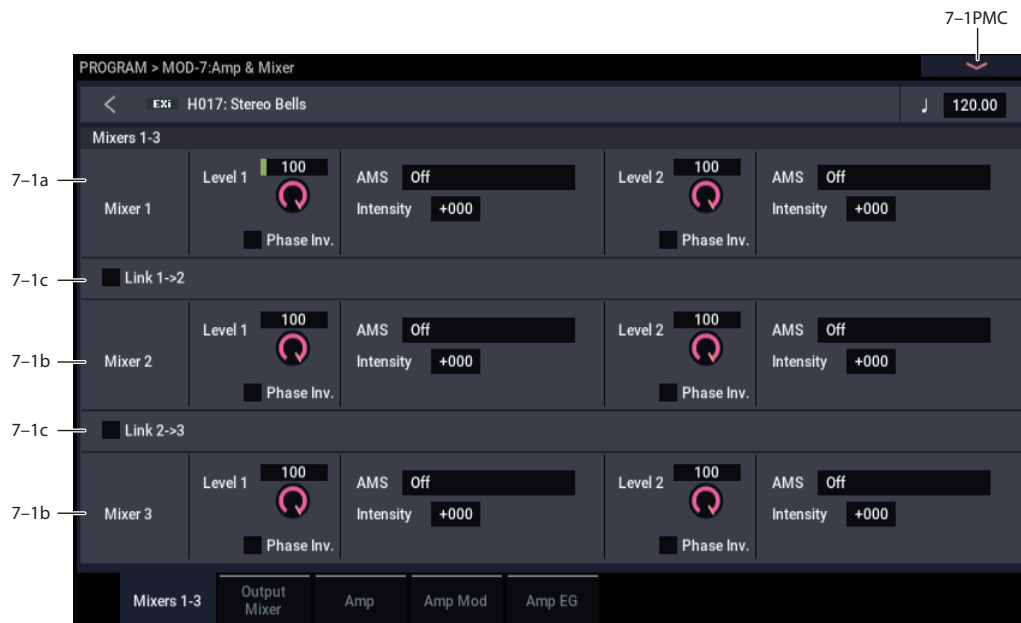 7–1PMC
PROGRAM > MOD-7:Amp & Mixer
EXi H017: Stereo Bells ♩ 120.00
Mixers 1-3
7–1a
Mixer 1
Level 1 100
Phase Inv.
AMS Off
Intensity +000
Level 2 100
Phase Inv.
AMS Off
Intensity +000
7–1c
Link 1->2
7–1b
Mixer 2
Level 1 100
Phase Inv.
AMS Off
Intensity +000
Level 2 100
Phase Inv.
AMS Off
Intensity +000
7–1c
Link 2->3
7–1b
Mixer 3
Level 1 100
Phase Inv.
AMS Off
Intensity +000
Level 2 100
Phase Inv.
AMS Off
Intensity +000
Mixers 1-3
Output
Mixer
Amp
Amp Mod
Amp EG